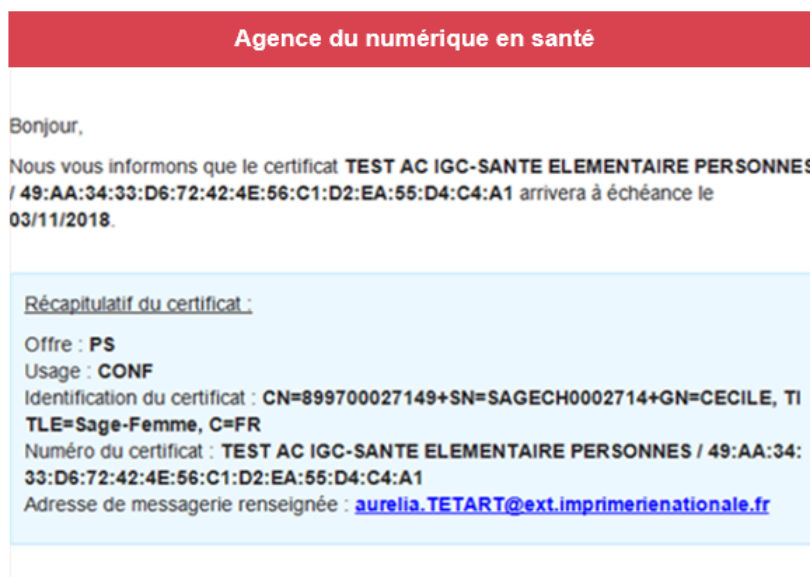 Agence du numérique en santé
Bonjour,
Nous vous informons que le certificat TEST AC IGC-SANTE ELEMENTAIRE PERSONNES
/ 49:AA:34:33:D6:72:42:4E:56:C1:D2:EA:55:D4:C4:A1 arrivera à échéance le
03/11/2018.
Récapitulatif du certificat :
Offre : PS
Usage : CONF
Identification du certificat : CN=899700027149+SN=SAGECH0002714+GN=CECILE, TI
TLE=Sage-Femme, C=FR
Numéro du certificat : TEST AC IGC-SANTE ELEMENTAIRE PERSONNES / 49:AA:34:
33:D6:72:42:4E:56:C1:D2:EA:55:D4:C4:A1
Adresse de messagerie renseignée : aurelia.TETART@ext.imprimerienationale.fr